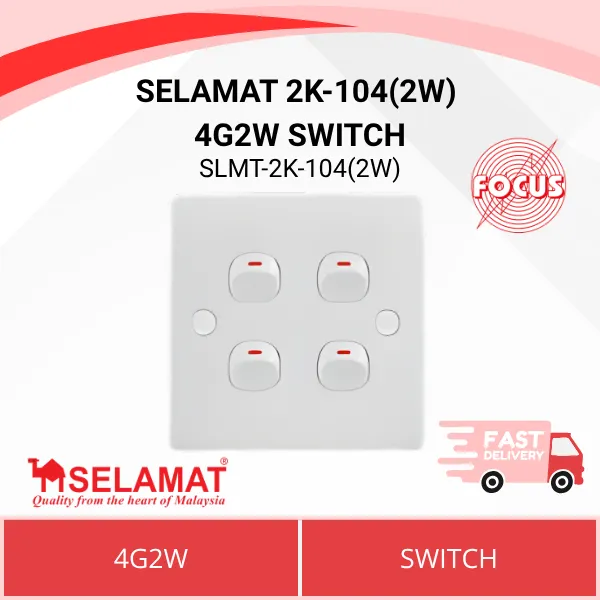 SELAMAT 2K-104(2W)
4G2W SWITCH
SLMT-2K-104(2W)
FOCUS
FAST
DELIVERY
SELAMAT®
Quality from the heart of Malaysia
4G2W
SWITCH